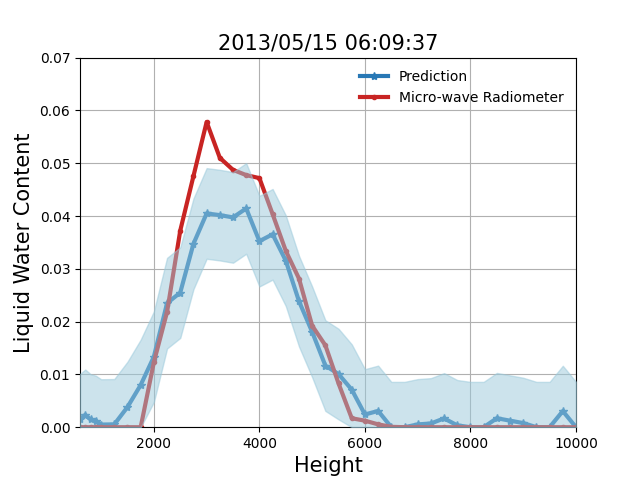 2013/05/15 06:09:37
0.07
0.06
0.05
0.04
0.03
0.02
0.01
0.00
Liquid Water Content
Prediction
Micro-wave Radiometer
2000 4000 6000 8000 10000
Height